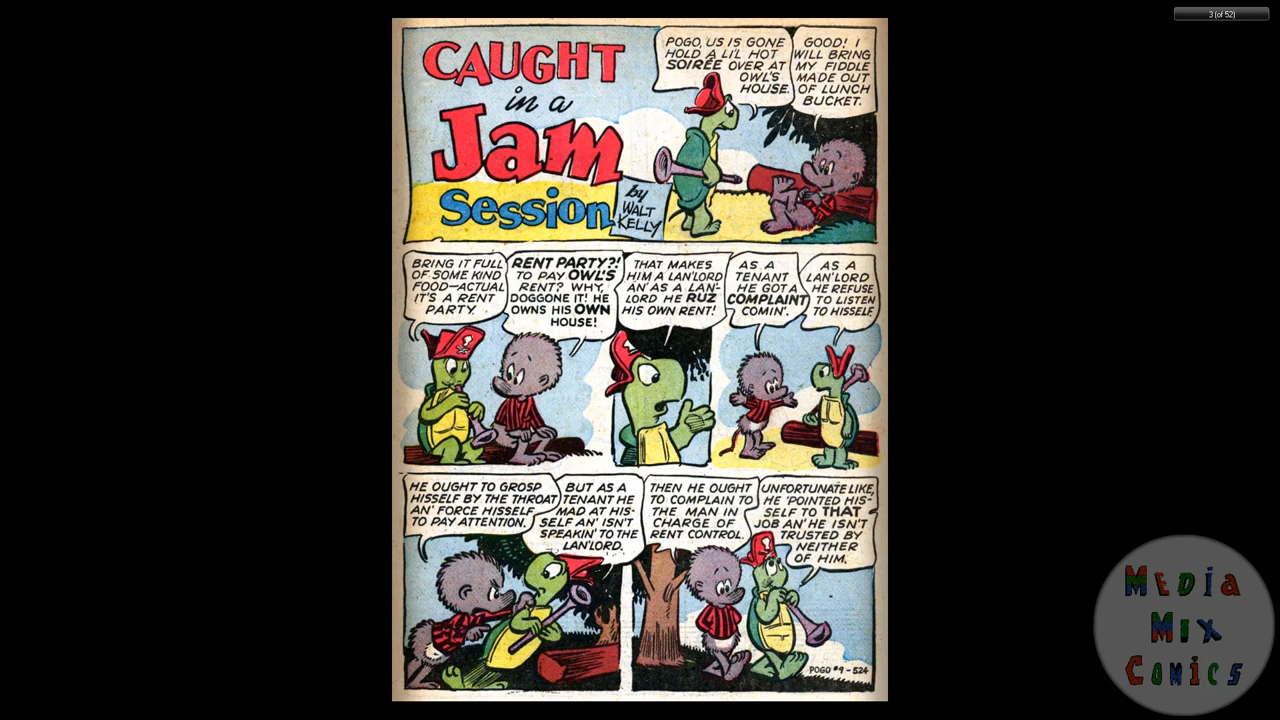 3 (of 52)
CAUGHT
in a
Jam
Session
by
WALT
KELLY
POGO, US IS GONE
HOLD A LI'L HOT
SOIRÉE OVER AT
OWL'S
HOUSE.
GOOD! I
WILL BRING
MY FIDDLE
MADE OUT
OF LUNCH
BUCKET.
BRING IT FULL
OF SOME KIND
FOOD—ACTUAL
IT'S A RENT
PARTY.
RENT PARTY?!
TO PAY OWL'S
RENT? WHY,
DOGGONE IT! HE
OWNS HIS OWN
HOUSE!
THAT MAKES
HIM A LAN'LORD
AN' AS A LAN'-
LORD HE RUZ
HIS OWN RENT!
AS A
TENANT
HE GOT A
COMPLAINT
COMIN'.
AS A
LAN'LORD
HE REFUSE
TO LISTEN
TO HISSELF.
HE OUGHT TO GROSP
HISSELF BY THE THROAT
AN' FORCE HISSELF
TO PAY ATTENTION.
BUT AS A
TENANT HE
MAD AT HIS-
SELF AN' ISN'T
SPEAKIN' TO THE
LAN'LORD.
THEN HE OUGHT
TO COMPLAIN TO
THE MAN IN
CHARGE OF
RENT CONTROL.
UNFORTUNATE LIKE,
HE 'POINTED HIS-
SELF TO THAT
JOB AN' HE ISN'T
TRUSTED BY
NEITHER
OF HIM.
POGO #9-524
MEDIA
MIX
COMICS